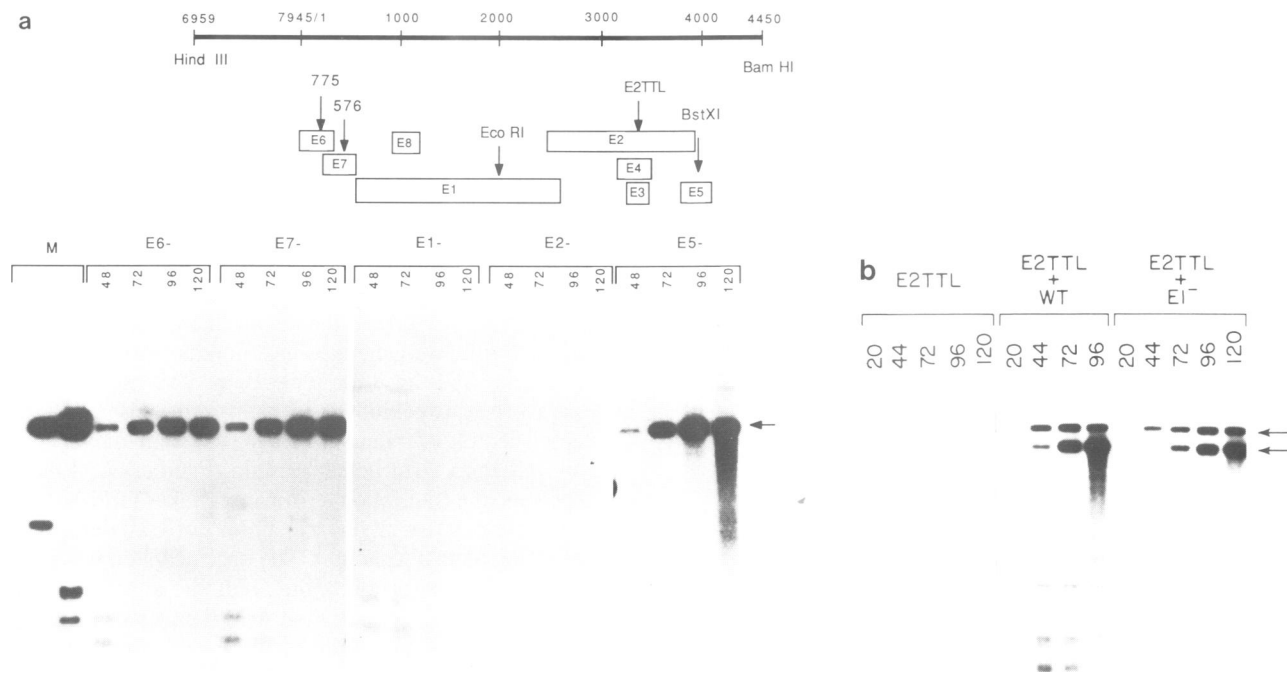 a
6959 7945/1 1000 2000 3000 4000 4450
Hind III
Bam HI
775
576
E2TTL
BstXI
Eco RI
E6
E8
E2
E7
E4
E1
E3
E5
M E6- E7- E1- E2- E5-
48 72 96 120 48 72 96 120 48 72 96 120 48 72 96 120 48 72 96 120
b
E2TTL
E2TTL
+
WT
E2TTL
+
E1-
20 44 72 96 120 20 44 72 96 20 44 72 96 120